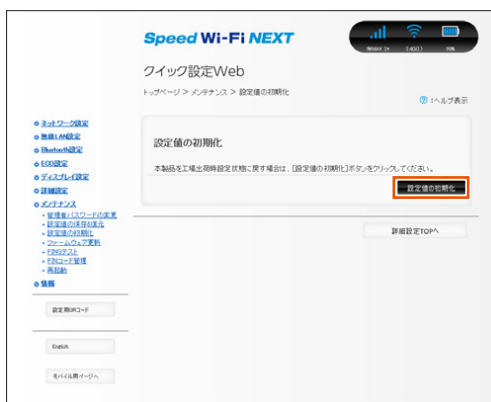 Speed Wi-Fi NEXT
WiMAX 2+
クイック設定Web
トップページ > メンテナンス > 設定値の初期化
?:ヘルプ表示
ネットワーク設定
無線LAN設定
Bluetooth設定
ECO設定
ディスプレイ設定
詳細設定
メンテナンス
管理者パスワードの変更
設定値の保存&復元
設定値の初期化
ファームウェア更新
PINGテスト
PINコード管理
再起動
情報
設定値の初期化
本製品を工場出荷時設定状態に戻す場合は、[設定値の初期化]ボタンをクリックしてください。
設定値の初期化
詳細設定TOPへ
設定用QRコード
English
モバイル用ページへ